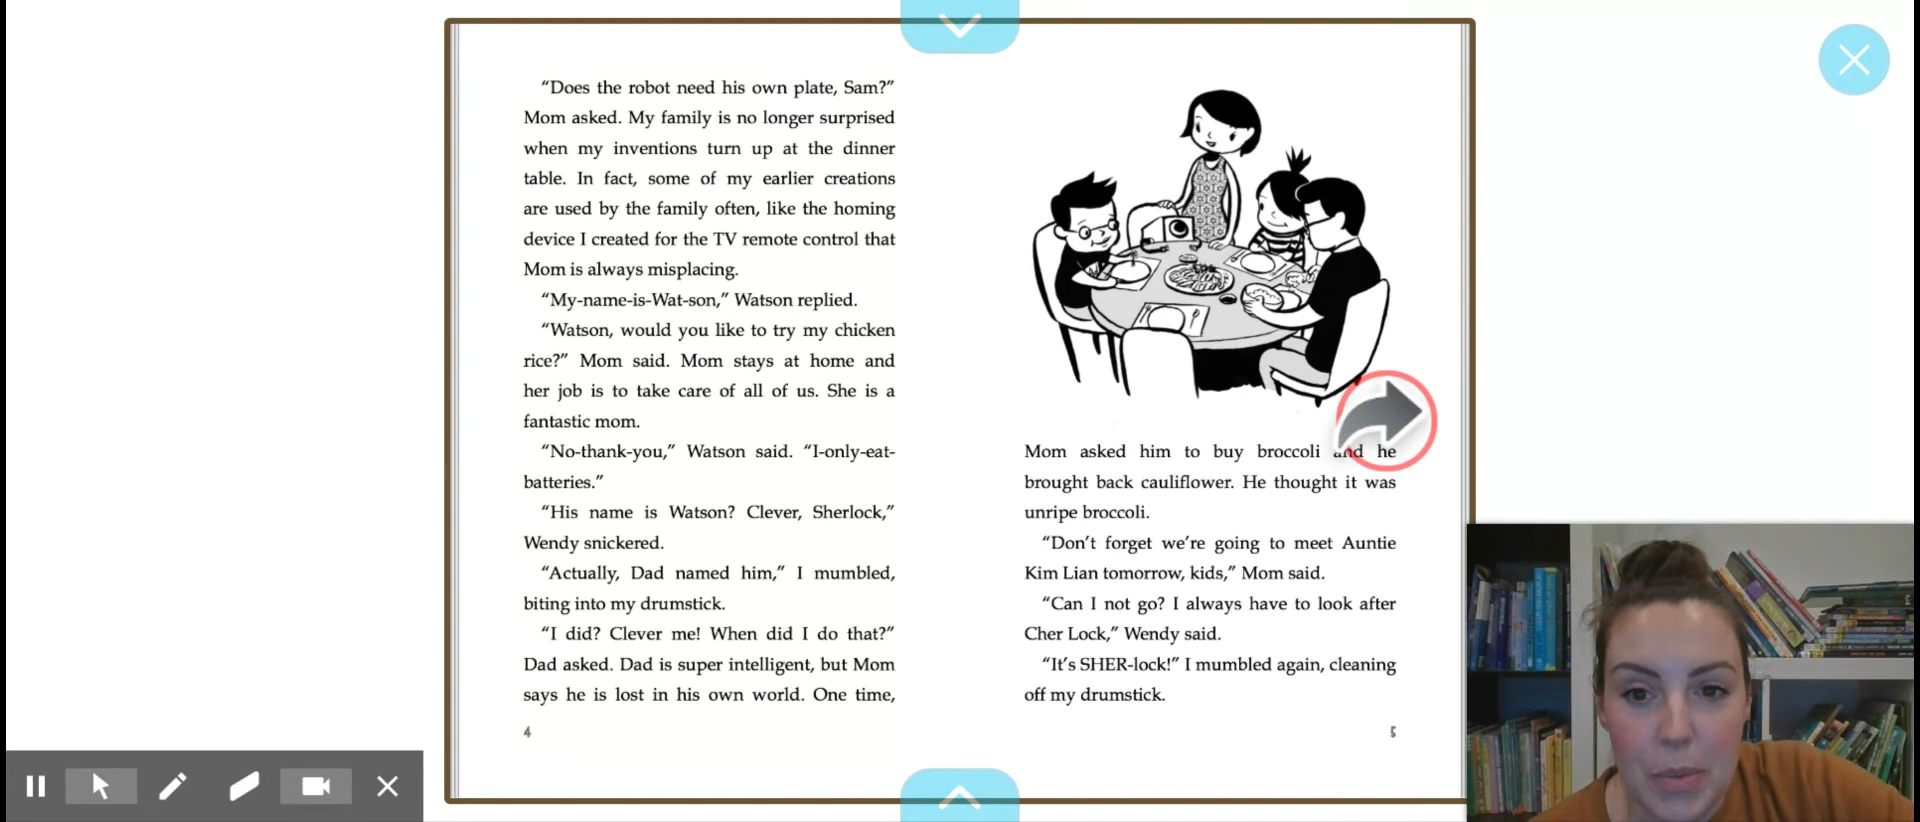 “Does the robot need his own plate, Sam?”
Mom asked. My family is no longer surprised
when my inventions turn up at the dinner
table. In fact, some of my earlier creations
are used by the family often, like the homing
device I created for the TV remote control that
Mom is always misplacing.
“My-name-is-Wat-son,” Watson replied.
“Watson, would you like to try my chicken
rice?” Mom said. Mom stays at home and
her job is to take care of all of us. She is a
fantastic mom.
“No-thank-you,” Watson said. “I-only-eat-
batteries.”
“His name is Watson? Clever, Sherlock,”
Wendy snickered.
“Actually, Dad named him,” I mumbled,
biting into my drumstick.
“I did? Clever me! When did I do that?”
Dad asked. Dad is super intelligent, but Mom
says he is lost in his own world. One time,
4
Mom asked him to buy broccoli and he
brought back cauliflower. He thought it was
unripe broccoli.
“Don’t forget we’re going to meet Auntie
Kim Lian tomorrow, kids,” Mom said.
“Can I not go? I always have to look after
Cher Lock,” Wendy said.
“It’s SHER-lock!” I mumbled again, cleaning
off my drumstick.
5